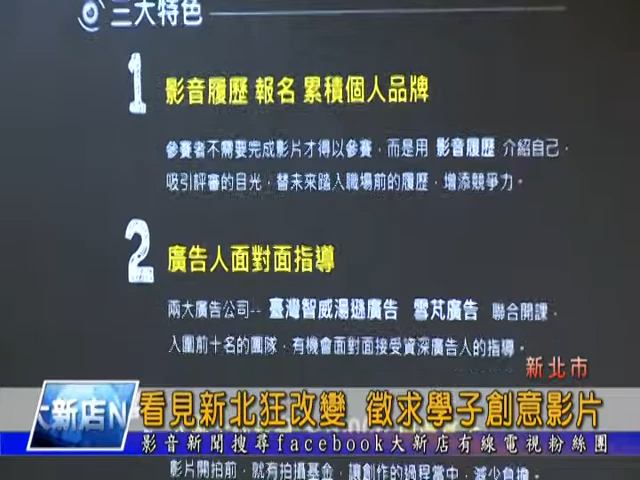 三大特色
1 影音履歷 報名 累積個人品牌
參賽者不需要完成影片才得以參賽，而是用 影音履歷 介紹自己，
吸引評審的目光，替未來踏入職場前的履歷，增添競爭力。
2 廣告人面對面指導
兩大廣告公司-- 臺灣智威湯遜廣告 雪芃廣告 聯合開課，
入圍前十名的團隊，有機會面對面接受資深廣告人的指導。
新北市
大新店N
看見新北狂改變 徵求學子創意影片
影音新聞搜尋facebook大新店有線電視粉絲團
影片開拍前，就有拍攝基金，讓創作的過程當中，減少負擔。